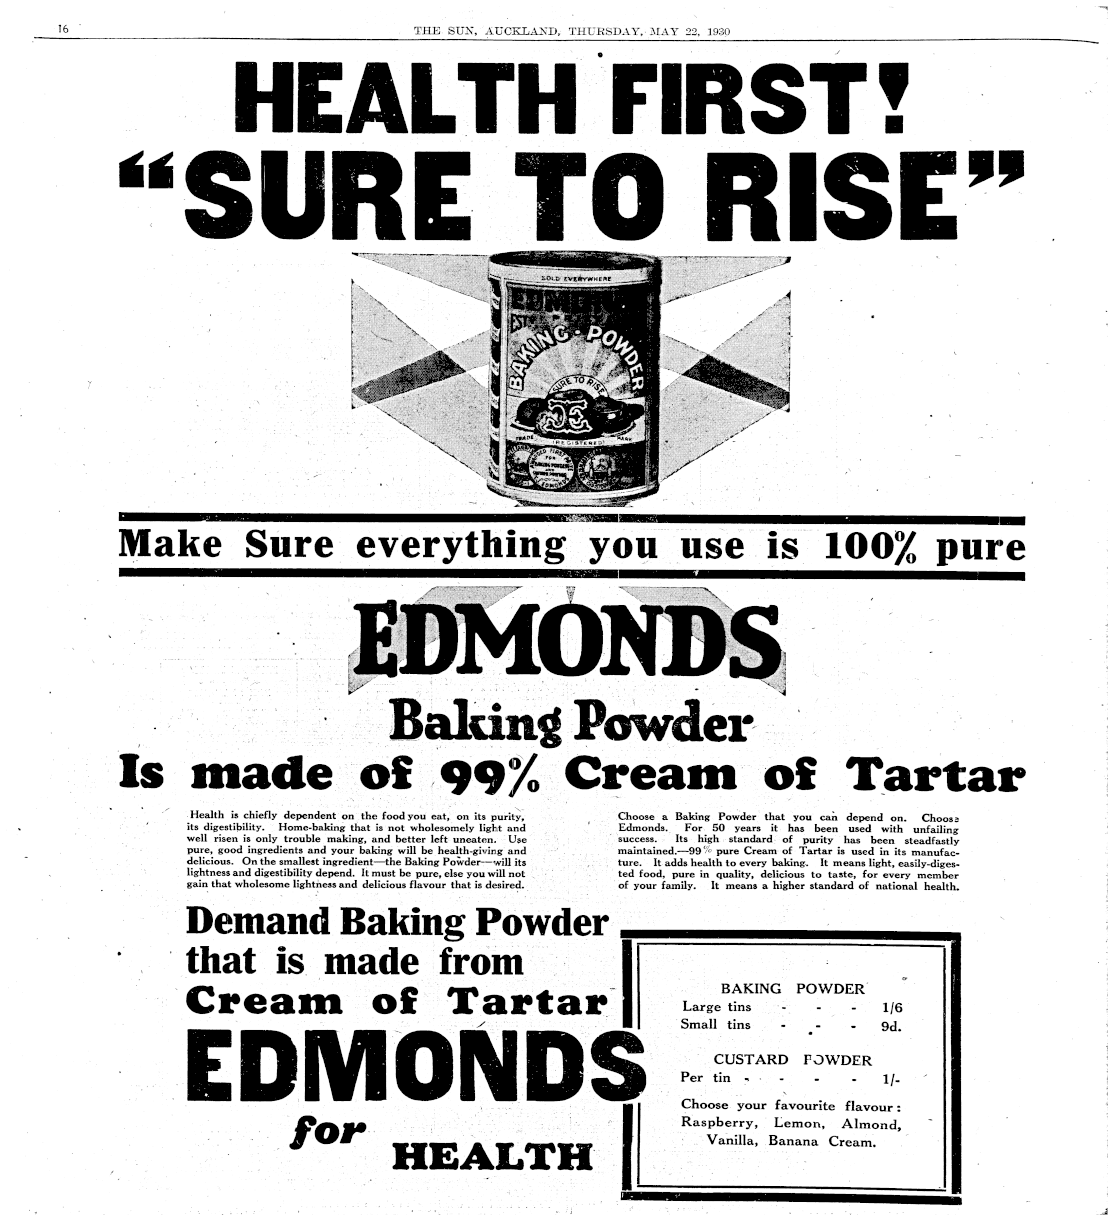 16
THE SUN, AUCKLAND, THURSDAY, MAY 22, 1930
HEALTH FIRST!
“SURE TO RISE”
SOLD EVERYWHERE
EDMONDS
BAKING · POWDER
SURE TO RISE
E
TRADE MARK
(REGISTERED)
FOR
BAKING POWDER
AND
EDMONDS
Make Sure everything you use is 100% pure
EDMONDS
Baking Powder
Is made of 99% Cream of Tartar
Health is chiefly dependent on the food you eat, on its purity,
its digestibility. Home-baking that is not wholesomely light and
well risen is only trouble making, and better left uneaten. Use
pure, good ingredients and your baking will be health-giving and
delicious. On the smallest ingredient—the Baking Powder—will its
lightness and digestibility depend. It must be pure, else you will not
gain that wholesome lightness and delicious flavour that is desired.
Choose a Baking Powder that you can depend on. Choose
Edmonds. For 50 years it has been used with unfailing
success. Its high standard of purity has been steadfastly
maintained.—99% pure Cream of Tartar is used in its manufac-
ture. It adds health to every baking. It means light, easily-diges-
ted food, pure in quality, delicious to taste, for every member
of your family. It means a higher standard of national health.
Demand Baking Powder
that is made from
Cream of Tartar
EDMONDS
for
HEALTH
BAKING POWDER
Large tins - - - 1/6
Small tins - - - 9d.
CUSTARD POWDER
Per tin - - - - 1/-
Choose your favourite flavour:
Raspberry, Lemon, Almond,
Vanilla, Banana Cream.